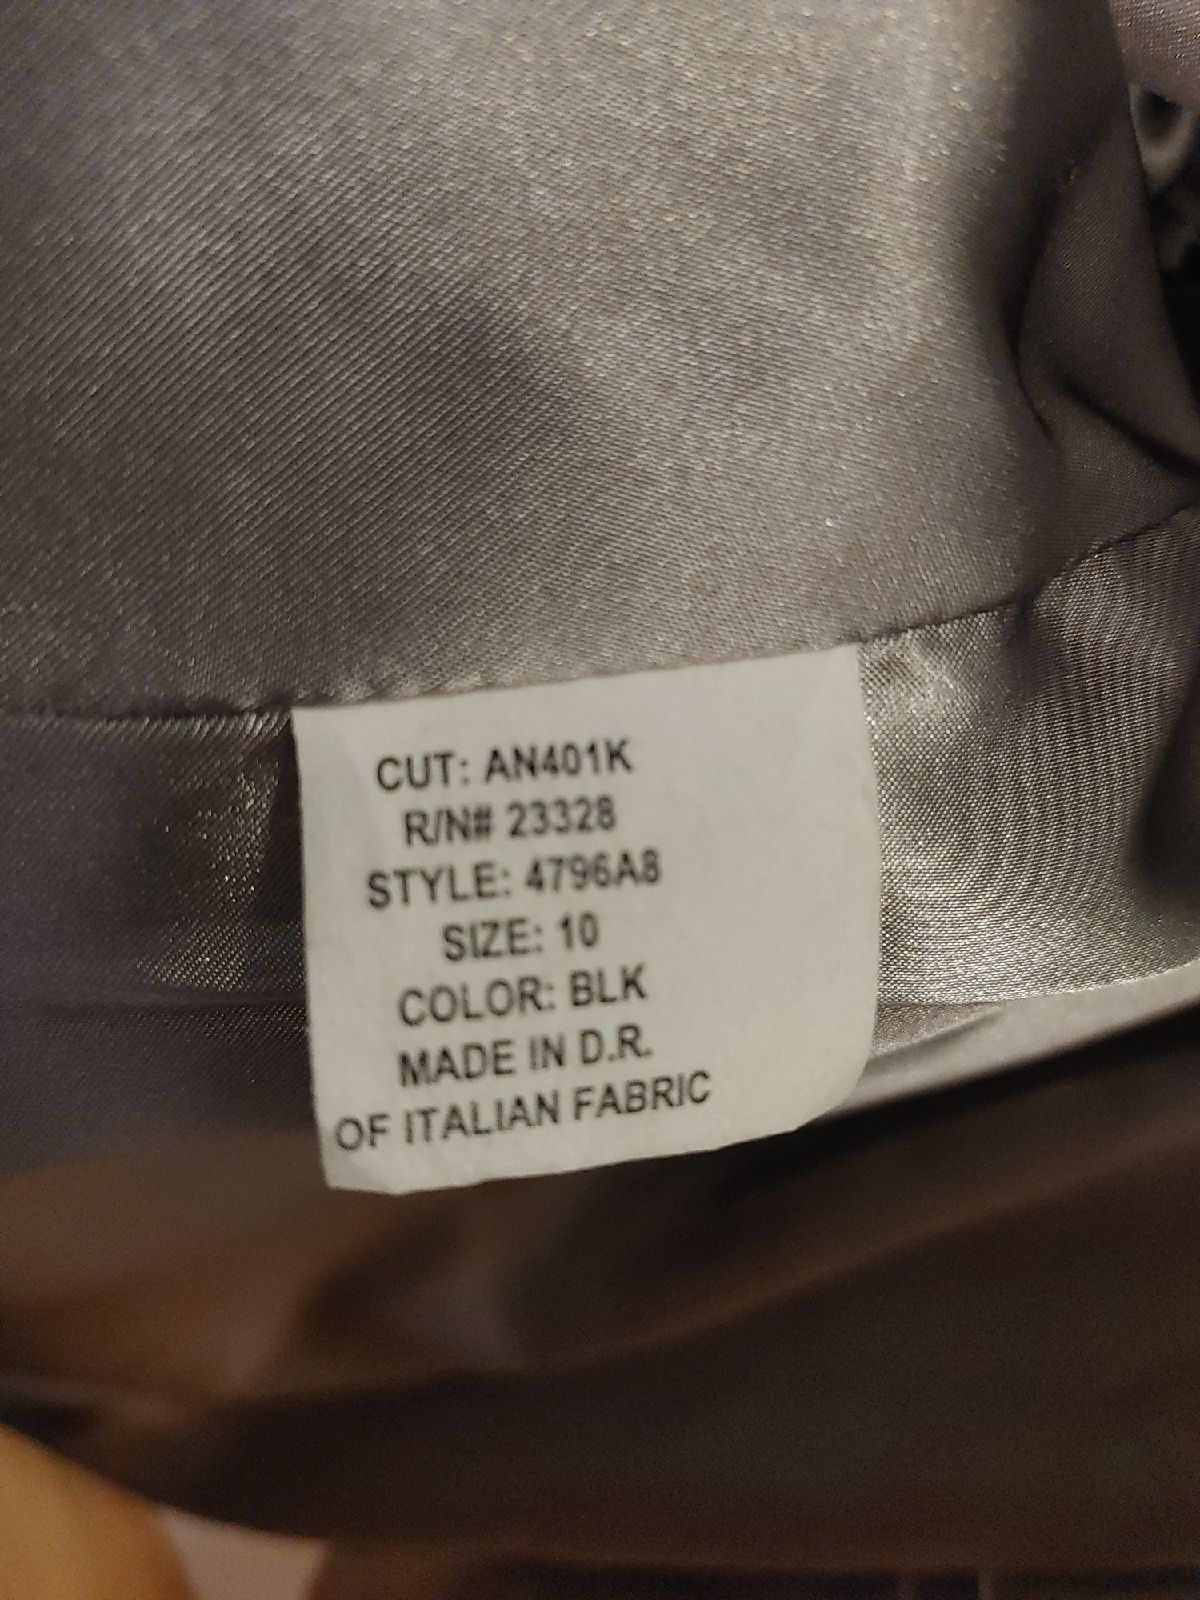 CUT: AN401K
R/N# 23328
STYLE: 4796A8
SIZE: 10
COLOR: BLK
MADE IN D.R.
OF ITALIAN FABRIC